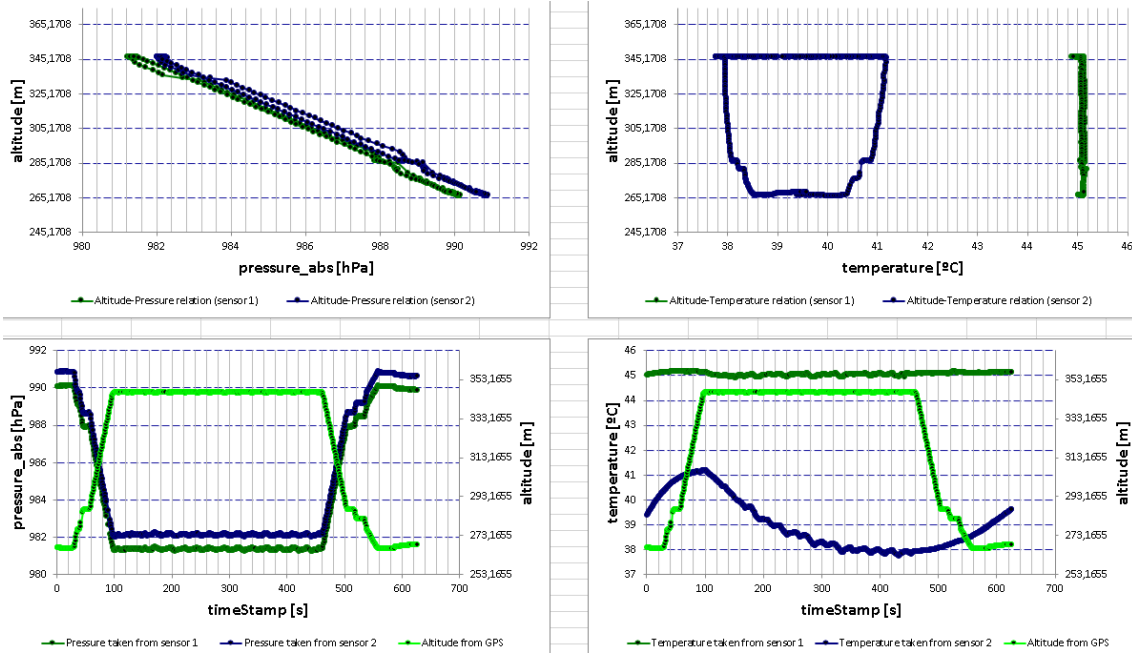 365,1708
345,1708
325,1708
305,1708
285,1708
265,1708
245,1708
altitude [m]
980 982 984 986 988 990 992
pressure_abs [hPa]
Altitude-Pressure relation (sensor 1) Altitude-Pressure relation (sensor 2)
365,1708
345,1708
325,1708
305,1708
285,1708
265,1708
245,1708
altitude [m]
37 38 39 40 41 42 43 44 45 46
temperature [ºC]
Altitude-Temperature relation (sensor 1) Altitude-Temperature relation (sensor 2)
992
990
988
986
984
982
980
pressure_abs [hPa]
353,1655
333,1655
313,1655
293,1655
273,1655
253,1655
altitude [m]
0 100 200 300 400 500 600 700
timeStamp [s]
Pressure taken from sensor 1 Pressure taken from sensor 2 Altitude from GPS
46
45
44
43
42
41
40
39
38
37
temperature [ºC]
353,1655
333,1655
313,1655
293,1655
273,1655
253,1655
altitude [m]
0 100 200 300 400 500 600 700
timeStamp [s]
Temperature taken from sensor 1 Temperature taken from sensor 2 Altitude from GPS